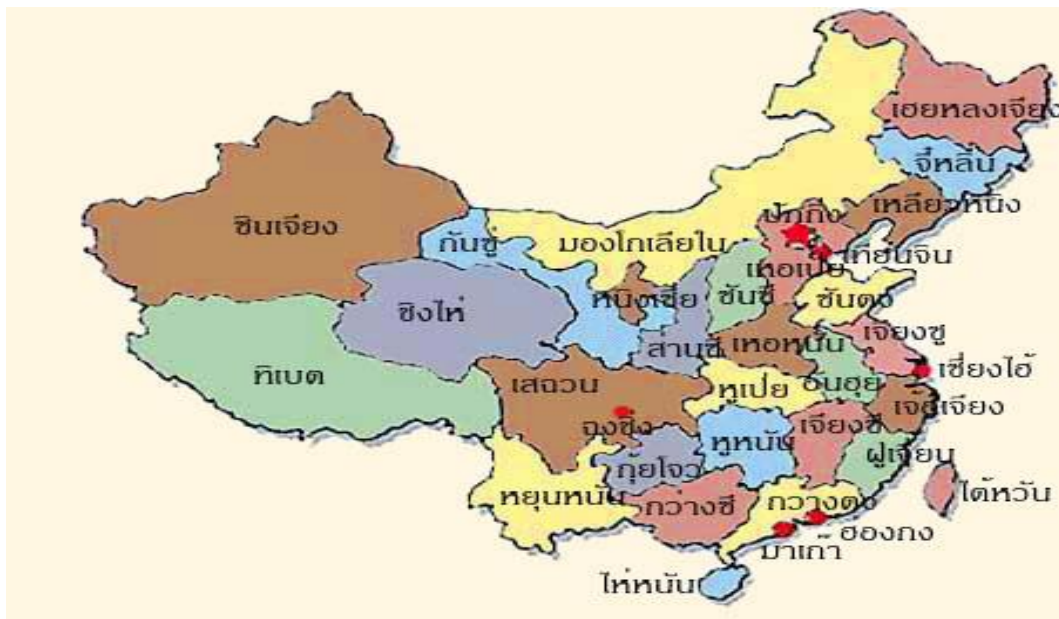 เฮยหลงเจียง
จี๋หลิน
เหลียวหนิง
ปักกิ่ง
ซินเจียง
กันซู
มองโกเลียใน
เทียนจิน
เหอเป่ย
ชิงไห่
หนิงเซี่ย
ซันซี
ซันตง
ส่านซี
เหอหนัน
เจียงซู
ทิเบต
เสฉวน
หูเป่ย
อันฮุย
เซี่ยงไฮ้
เจ้อเจียง
ฉงชิ่ง
หูหนัน
เจียงซี
ฝูเจี้ยน
กุ้ยโจว
หยุนหนัน
กว่างซี
กวางตุง
ไต้หวัน
ฮ่องกง
มาเก๊า
ไห่หนัน